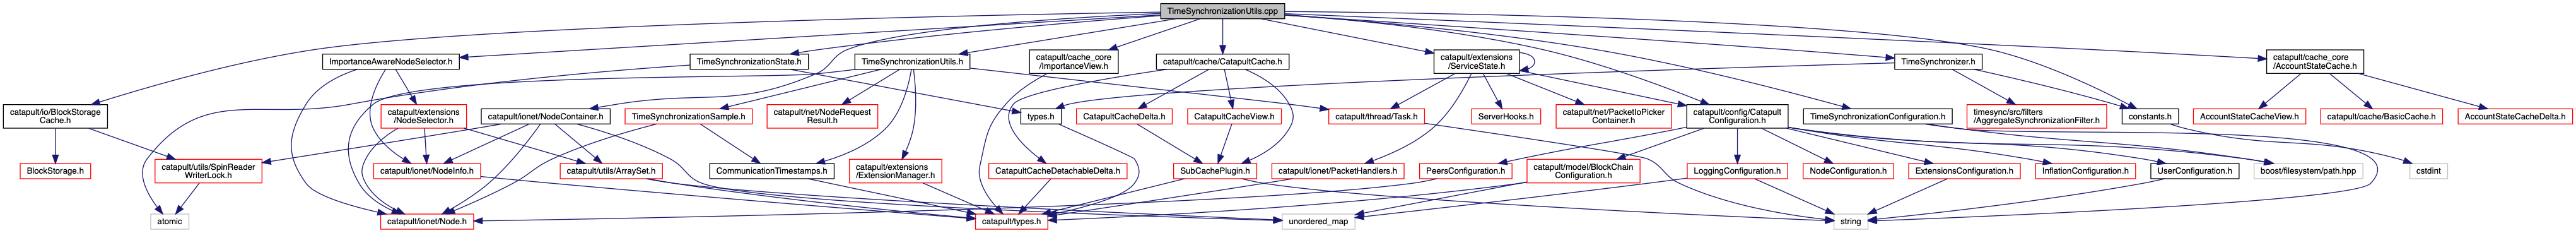 TimeSynchronizationUtils.cpp
ImportanceAwareNodeSelector.h
TimeSynchronizationState.h
TimeSynchronizationUtils.h
catapult/cache_core
/ImportanceView.h
catapult/cache/CatapultCache.h
catapult/extensions
/ServiceState.h
TimeSynchronizer.h
catapult/cache_core
/AccountStateCache.h
catapult/io/BlockStorage
Cache.h
catapult/extensions
/NodeSelector.h
catapult/ionet/NodeContainer.h
TimeSynchronizationSample.h
catapult/net/NodeRequest
Result.h
types.h
CatapultCacheDelta.h
CatapultCacheView.h
catapult/thread/Task.h
ServerHooks.h
catapult/net/PacketIoPicker
Container.h
catapult/config/Catapult
Configuration.h
TimeSynchronizationConfiguration.h
timesync/src/filters
/AggregateSynchronizationFilter.h
constants.h
AccountStateCacheView.h
catapult/cache/BasicCache.h
AccountStateCacheDelta.h
BlockStorage.h
catapult/utils/SpinReader
WriterLock.h
catapult/ionet/NodeInfo.h
catapult/utils/ArraySet.h
CommunicationTimestamps.h
catapult/extensions
/ExtensionManager.h
CatapultCacheDetachableDelta.h
SubCachePlugin.h
catapult/ionet/PacketHandlers.h
PeersConfiguration.h
catapult/model/BlockChain
Configuration.h
LoggingConfiguration.h
NodeConfiguration.h
ExtensionsConfiguration.h
InflationConfiguration.h
UserConfiguration.h
boost/filesystem/path.hpp
cstdint
atomic
catapult/ionet/Node.h
catapult/types.h
unordered_map
string